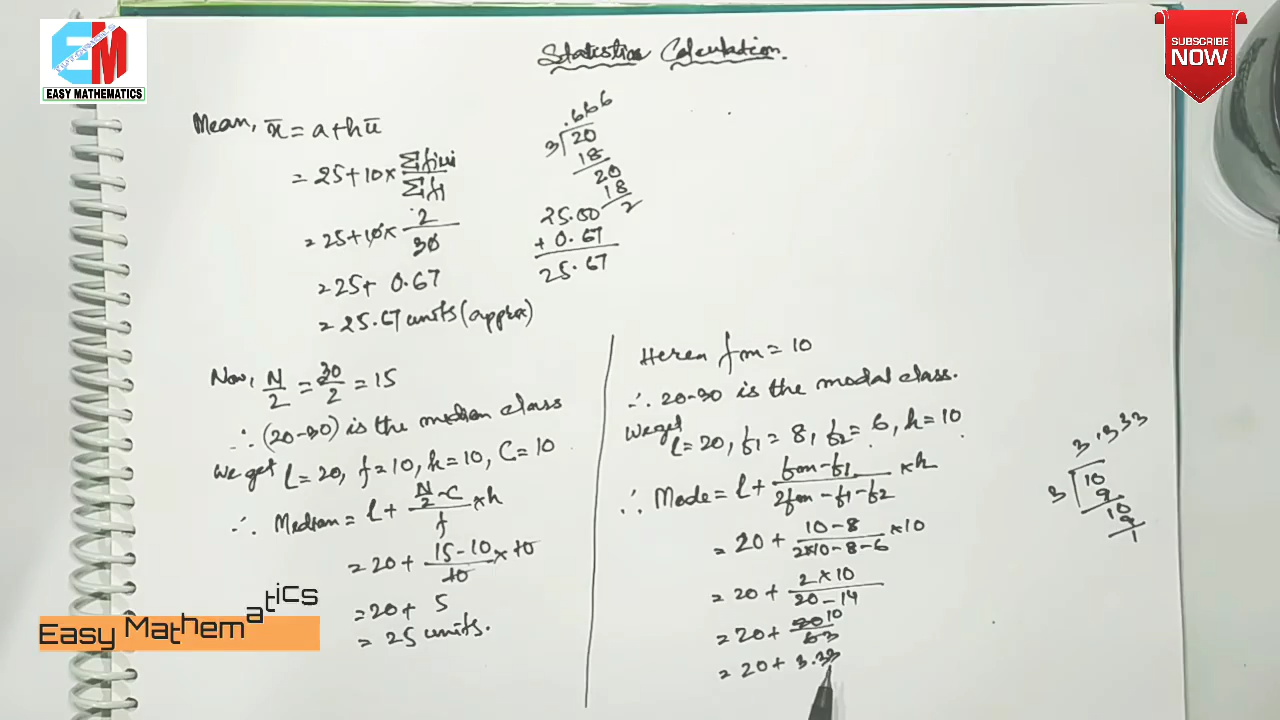 Statistics Calculation.
EM
EASY MATHEMATICS
SUBSCRIBE
NOW
Mean, x̄ = a+hū
= 25+10× Σfiui/Σfi
= 25+10× 2/30
= 25+ 0.67
= 25.67 units (approx)
.666
3 20
18
20
18
2
25.00
+ 0.67
25.67
Now, N/2 = 30/2 = 15
∴ (20-30) is the median class
We get l=20, f=10, h=10, C=10
∴ Median = l+ (N/2 - C)/f ×h
= 20+ (15-10)/10 ×10
= 20+ 5
= 25 units.
Here fm = 10
∴ 20-30 is the modal class.
We get
l=20, f1= 8, f2= 6, h=10
∴ Mode = l+ (fm-f1)/(2fm-f1-f2) ×h
= 20+ (10-8)/(2×10-8-6) ×10
= 20+ (2×10)/(20-14)
= 20+ 20 10/6 3
= 20+ 3.33
3.333
3 10
9
10
9
1
Easy Mathematics